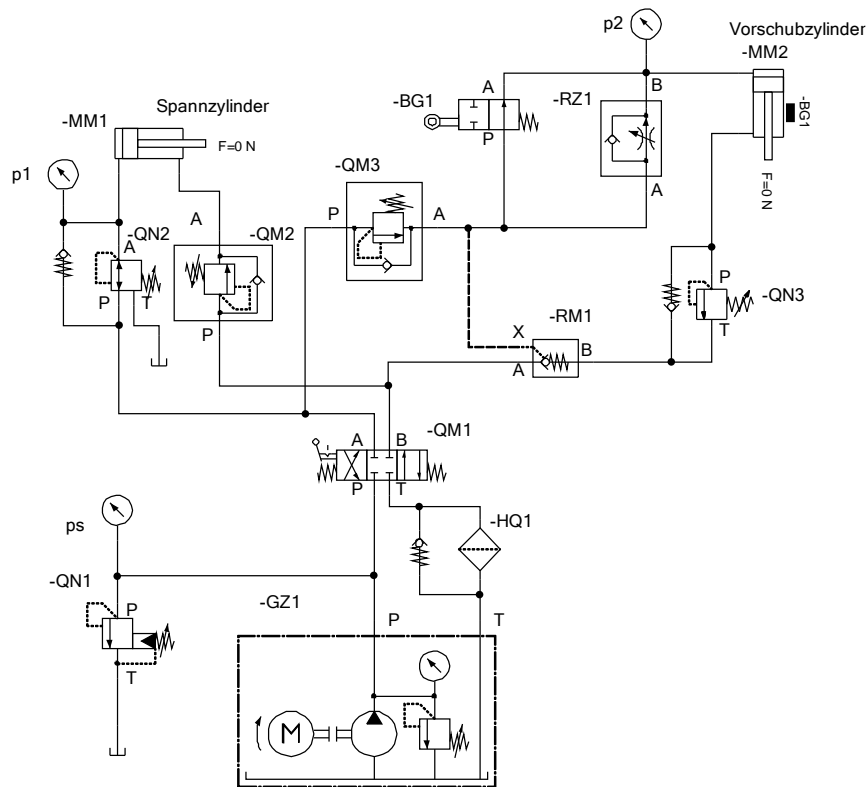 p2
Vorschubzylinder
-MM2
A
B
-BG1
-RZ1
-BG1
P
Spannzylinder
-MM1
F=0 N
F=0 N
p1
-QM3
A
P
A
A
-QN2
A
-QM2
P
T
P
-QN3
P
T
-RM1
X
B
A
A
B
-QM1
P
T
ps
-HQ1
-QN1
P
-GZ1
P
T
T
M